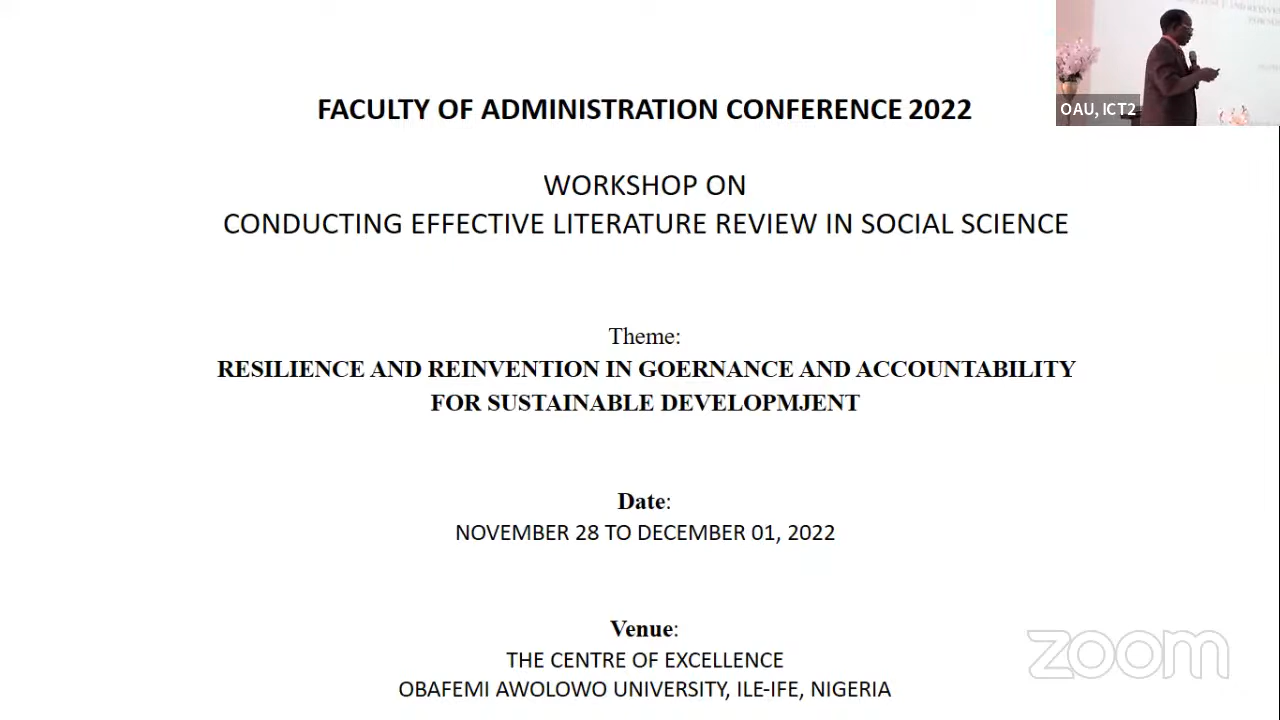 FACULTY OF ADMINISTRATION CONFERENCE 2022
WORKSHOP ON
CONDUCTING EFFECTIVE LITERATURE REVIEW IN SOCIAL SCIENCE
Theme:
RESILIENCE AND REINVENTION IN GOERNANCE AND ACCOUNTABILITY
FOR SUSTAINABLE DEVELOPMJENT
Date:
NOVEMBER 28 TO DECEMBER 01, 2022
Venue:
THE CENTRE OF EXCELLENCE
OBAFEMI AWOLOWO UNIVERSITY, ILE-IFE, NIGERIA
OAU, ICT2
zoom